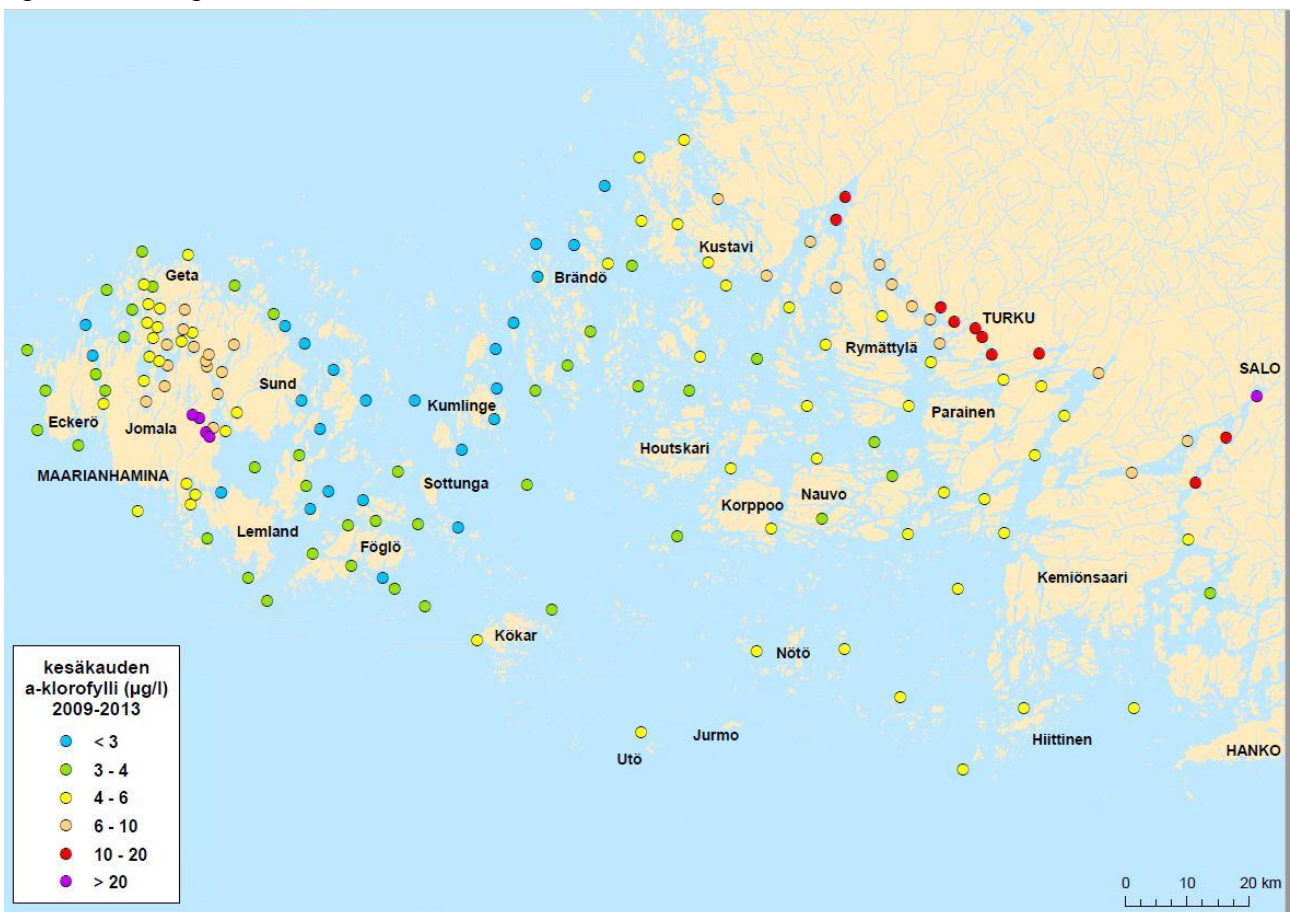 Kustavi
Geta
Brändö
TURKU
Rymättylä
SALO
Sund
Kumlinge
Parainen
Eckerö
Jomala
Houtskari
MAARIANHAMINA
Sottunga
Nauvo
Korppoo
Lemland
Föglö
Kemiönsaari
Kökar
Nötö
Jurmo
Hiittinen
HANKO
Utö
kesäkauden
a-klorofylli (µg/l)
2009-2013
< 3
3 - 4
4 - 6
6 - 10
10 - 20
> 20
0 10 20 km